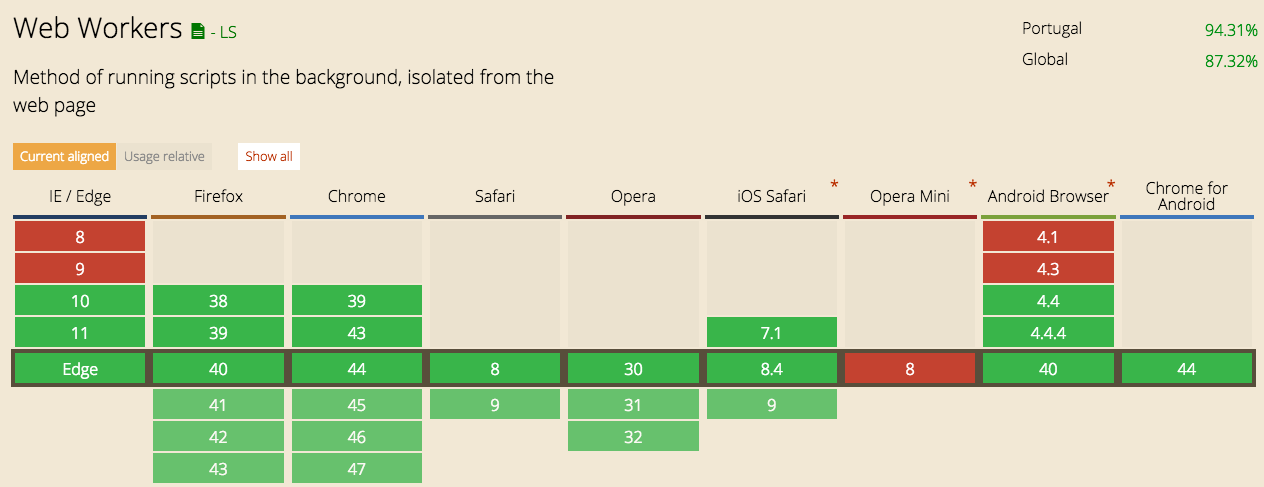 Web Workers - LS
Portugal 94.31%
Global 87.32%
Method of running scripts in the background, isolated from the
web page
Current aligned Usage relative Show all
IE / Edge Firefox Chrome Safari Opera iOS Safari * Opera Mini * Android Browser * Chrome for
Android
8 4.1
9 4.3
10 38 39 4.4
11 39 43 7.1 4.4.4
Edge 40 44 8 30 8.4 8 40 44
41 45 9 31 9
42 46 32
43 47